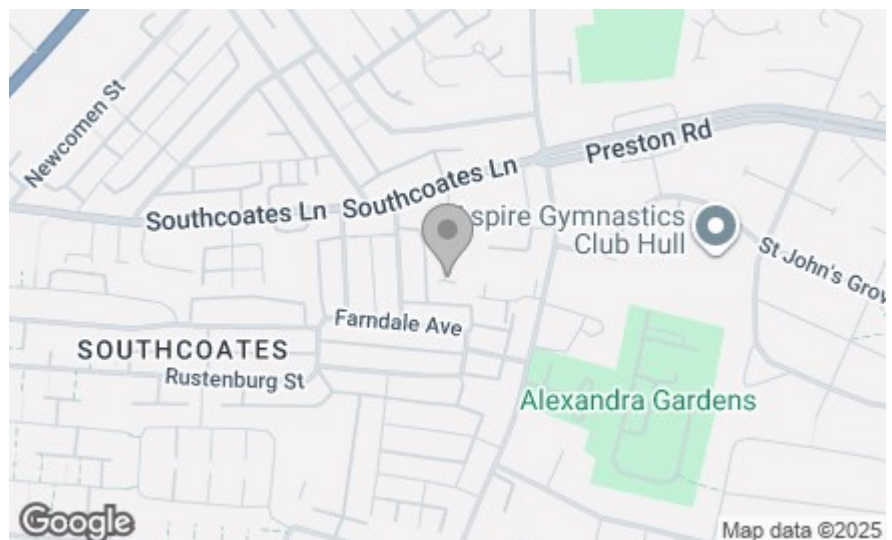 Newcomen St
Preston Rd
Southcoates Ln
Southcoates Ln
spire Gymnastics
Club Hull
St John's Grov
Farndale Ave
SOUTHCOATES
Rustenburg St
Alexandra Gardens
Google
Map data ©2025